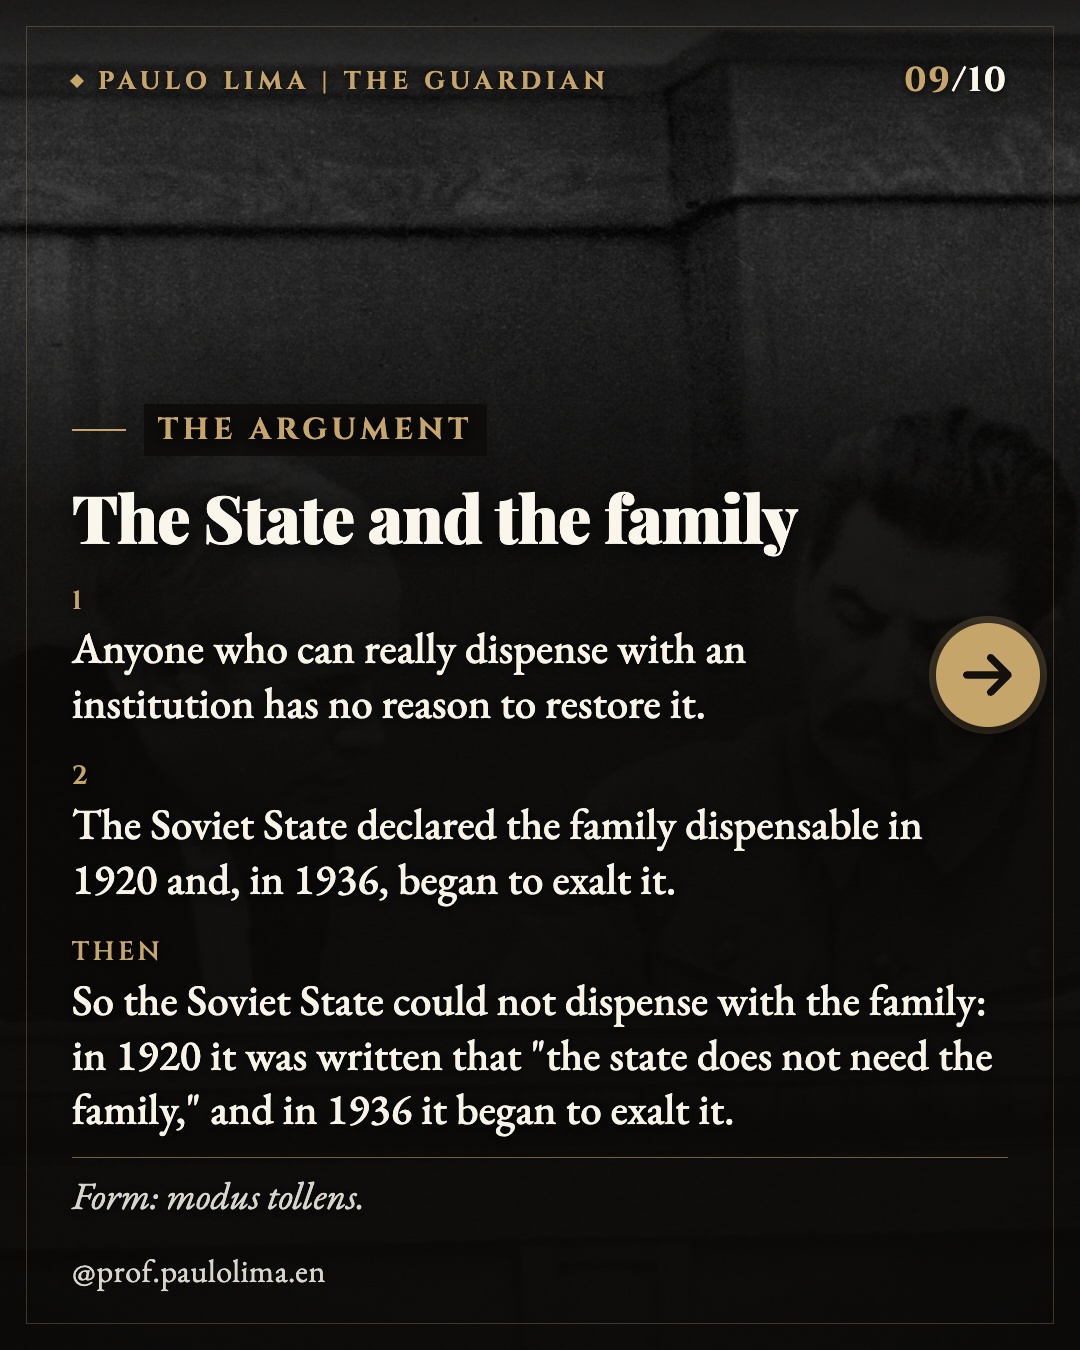 ◆ PAULO LIMA | THE GUARDIAN
09/10
THE ARGUMENT
The State and the family
1
Anyone who can really dispense with an
institution has no reason to restore it.
2
The Soviet State declared the family dispensable in
1920 and, in 1936, began to exalt it.
THEN
So the Soviet State could not dispense with the family:
in 1920 it was written that "the state does not need the
family," and in 1936 it began to exalt it.
Form: modus tollens.
@prof.paulolima.en